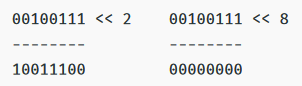 00100111 << 2    00100111 << 8
--------         --------
10011100         00000000